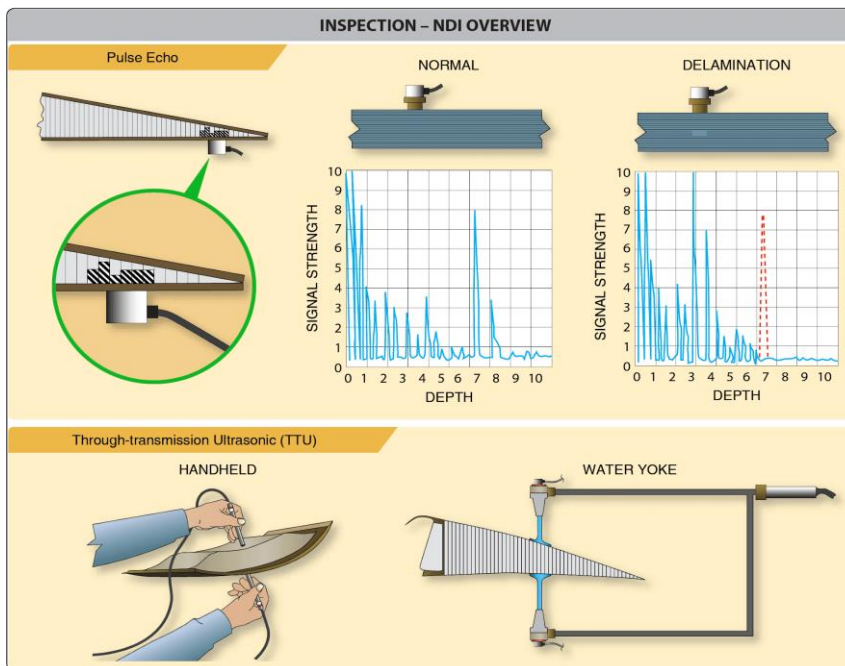 INSPECTION – NDI OVERVIEW
Pulse Echo
NORMAL
10
9
8
7
6
5
4
3
2
1
0
SIGNAL STRENGTH
0 1 2 3 4 5 6 7 8 9 10
DEPTH
DELAMINATION
10
9
8
7
6
5
4
3
2
1
0
SIGNAL STRENGTH
0 1 2 3 4 5 6 7 8 9 10
DEPTH
Through-transmission Ultrasonic (TTU)
HANDHELD
WATER YOKE